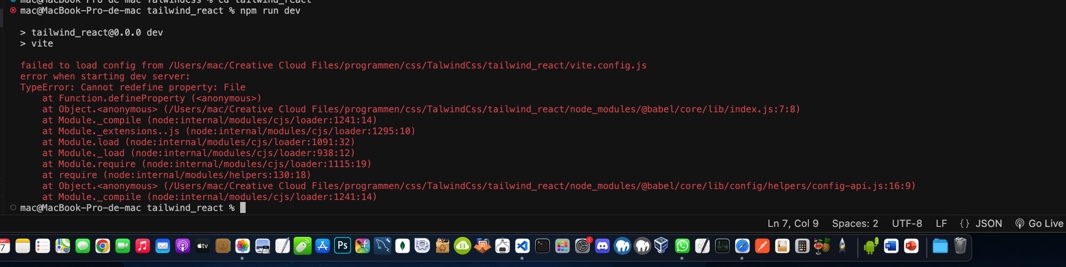 mac@MacBook-Pro-de-mac tailwind_react % npm run dev
> tailwind_react@0.0.0 dev
> vite
failed to load config from /Users/mac/Creative Cloud Files/programmen/css/TalwindCss/tailwind_react/vite.config.js
error when starting dev server:
TypeError: Cannot redefine property: File
at Function.defineProperty (<anonymous>)
at Object.<anonymous> (/Users/mac/Creative Cloud Files/programmen/css/TalwindCss/tailwind_react/node_modules/@babel/core/lib/index.js:7:8)
at Module._compile (node:internal/modules/cjs/loader:1241:14)
at Module._extensions..js (node:internal/modules/cjs/loader:1295:10)
at Module.load (node:internal/modules/cjs/loader:1091:32)
at Module._load (node:internal/modules/cjs/loader:938:12)
at Module.require (node:internal/modules/cjs/loader:1115:19)
at require (node:internal/modules/helpers:130:18)
at Object.<anonymous> (/Users/mac/Creative Cloud Files/programmen/css/TalwindCss/tailwind_react/node_modules/@babel/core/lib/config/helpers/config-api.js:16:9)
at Module._compile (node:internal/modules/cjs/loader:1241:14)
mac@MacBook-Pro-de-mac tailwind_react %
Ln 7, Col 9 Spaces: 2 UTF-8 LF {} JSON Go Live
tv Ps W P